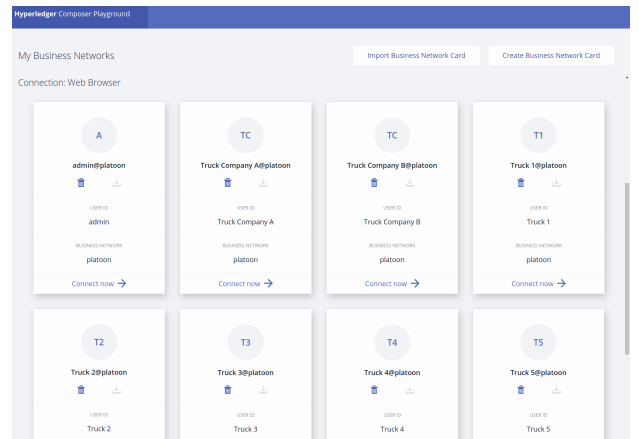 Hyperledger Composer Playground
My Business Networks
Import Business Network Card
Create Business Network Card
Connection: Web Browser
A
admin@platoon
USER ID
admin
BUSINESS NETWORK
platoon
Connect now
TC
Truck Company A@platoon
USER ID
Truck Company A
BUSINESS NETWORK
platoon
Connect now
TC
Truck Company B@platoon
USER ID
Truck Company B
BUSINESS NETWORK
platoon
Connect now
T1
Truck 1@platoon
USER ID
Truck 1
BUSINESS NETWORK
platoon
Connect now
T2
Truck 2@platoon
USER ID
Truck 2
T3
Truck 3@platoon
USER ID
Truck 3
T4
Truck 4@platoon
USER ID
Truck 4
T5
Truck 5@platoon
USER ID
Truck 5